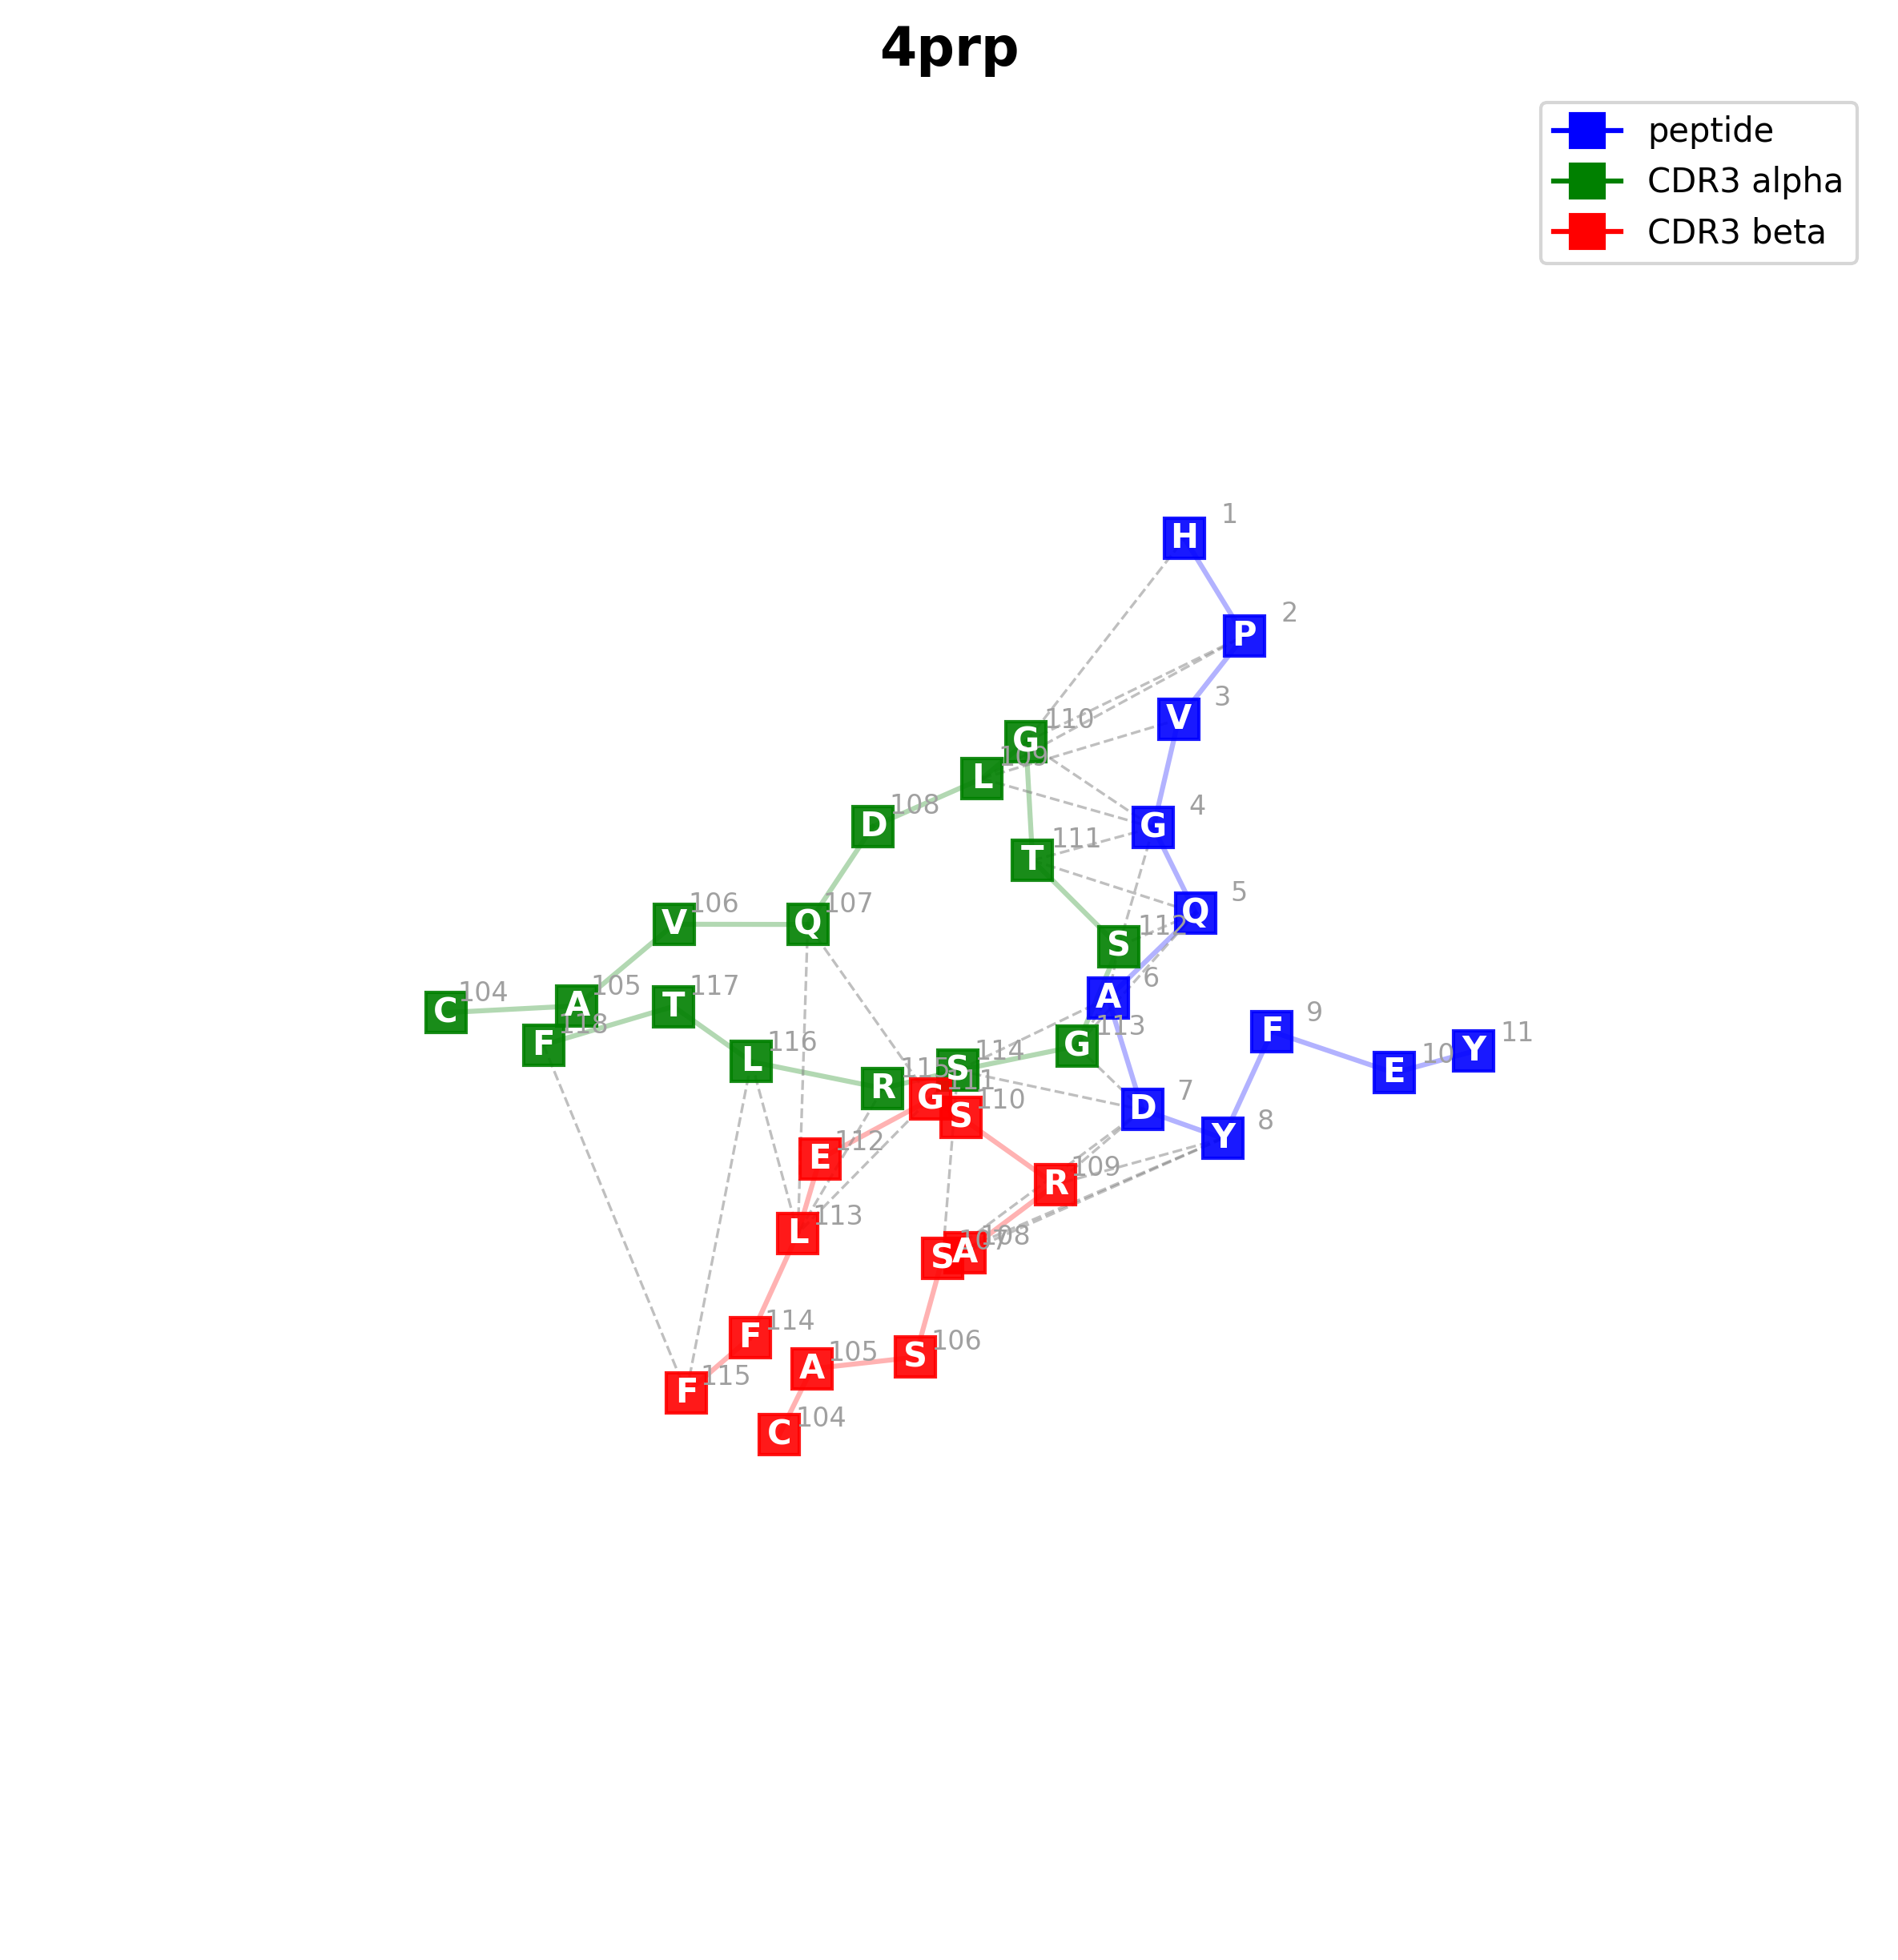 4prp
peptide
CDR3 alpha
CDR3 beta
H 1
P 2
V 3
G 4
Q 5
A 6
D 7
Y 8
F 9
E 10
Y 11
C 104
A 105
V 106
Q 107
D 108
L 109
G 110
T 111
S 112
G 113
S 114
R 115
L 116
T 117
F 118
C 104
A 105
S 106
S 107
A 108
R 109
S 110
G 111
E 112
L 113
F 114
F 115